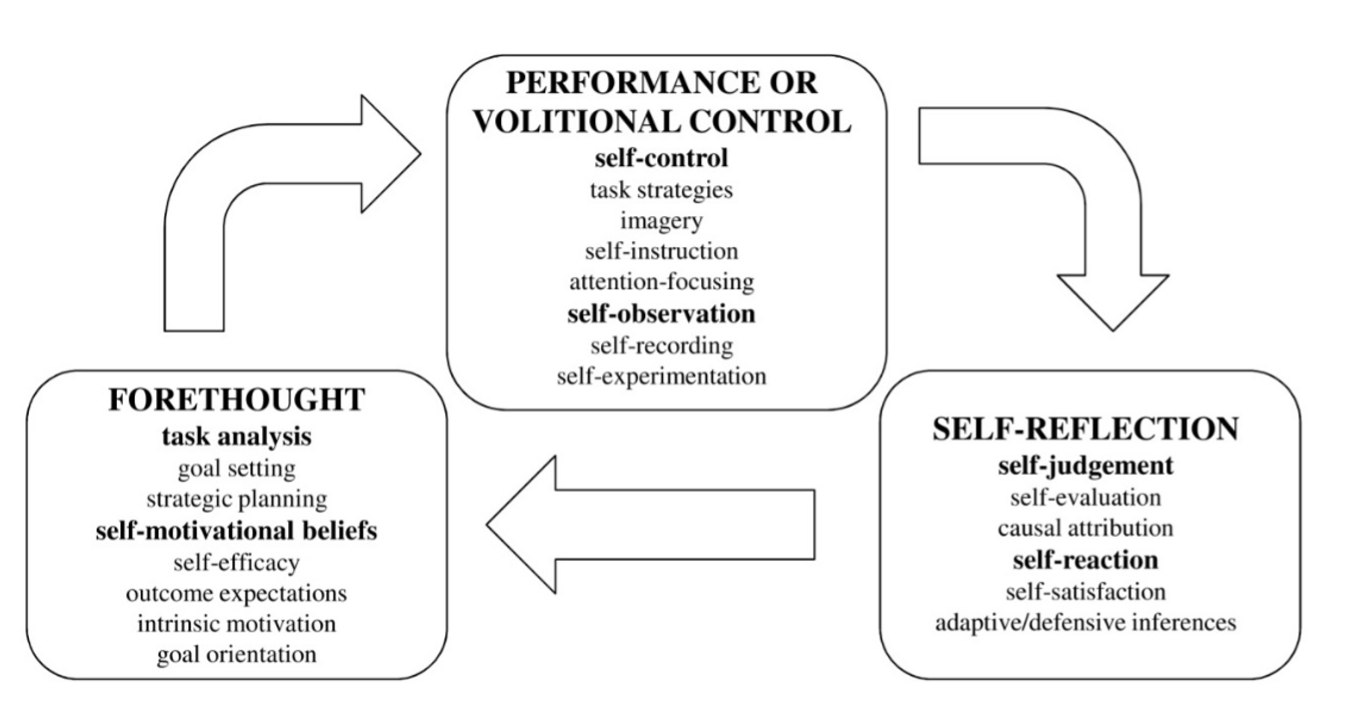 PERFORMANCE OR
VOLITIONAL CONTROL
self-control
task strategies
imagery
self-instruction
attention-focusing
self-observation
self-recording
self-experimentation
FORETHOUGHT
task analysis
goal setting
strategic planning
self-motivational beliefs
self-efficacy
outcome expectations
intrinsic motivation
goal orientation
SELF-REFLECTION
self-judgement
self-evaluation
causal attribution
self-reaction
self-satisfaction
adaptive/defensive inferences